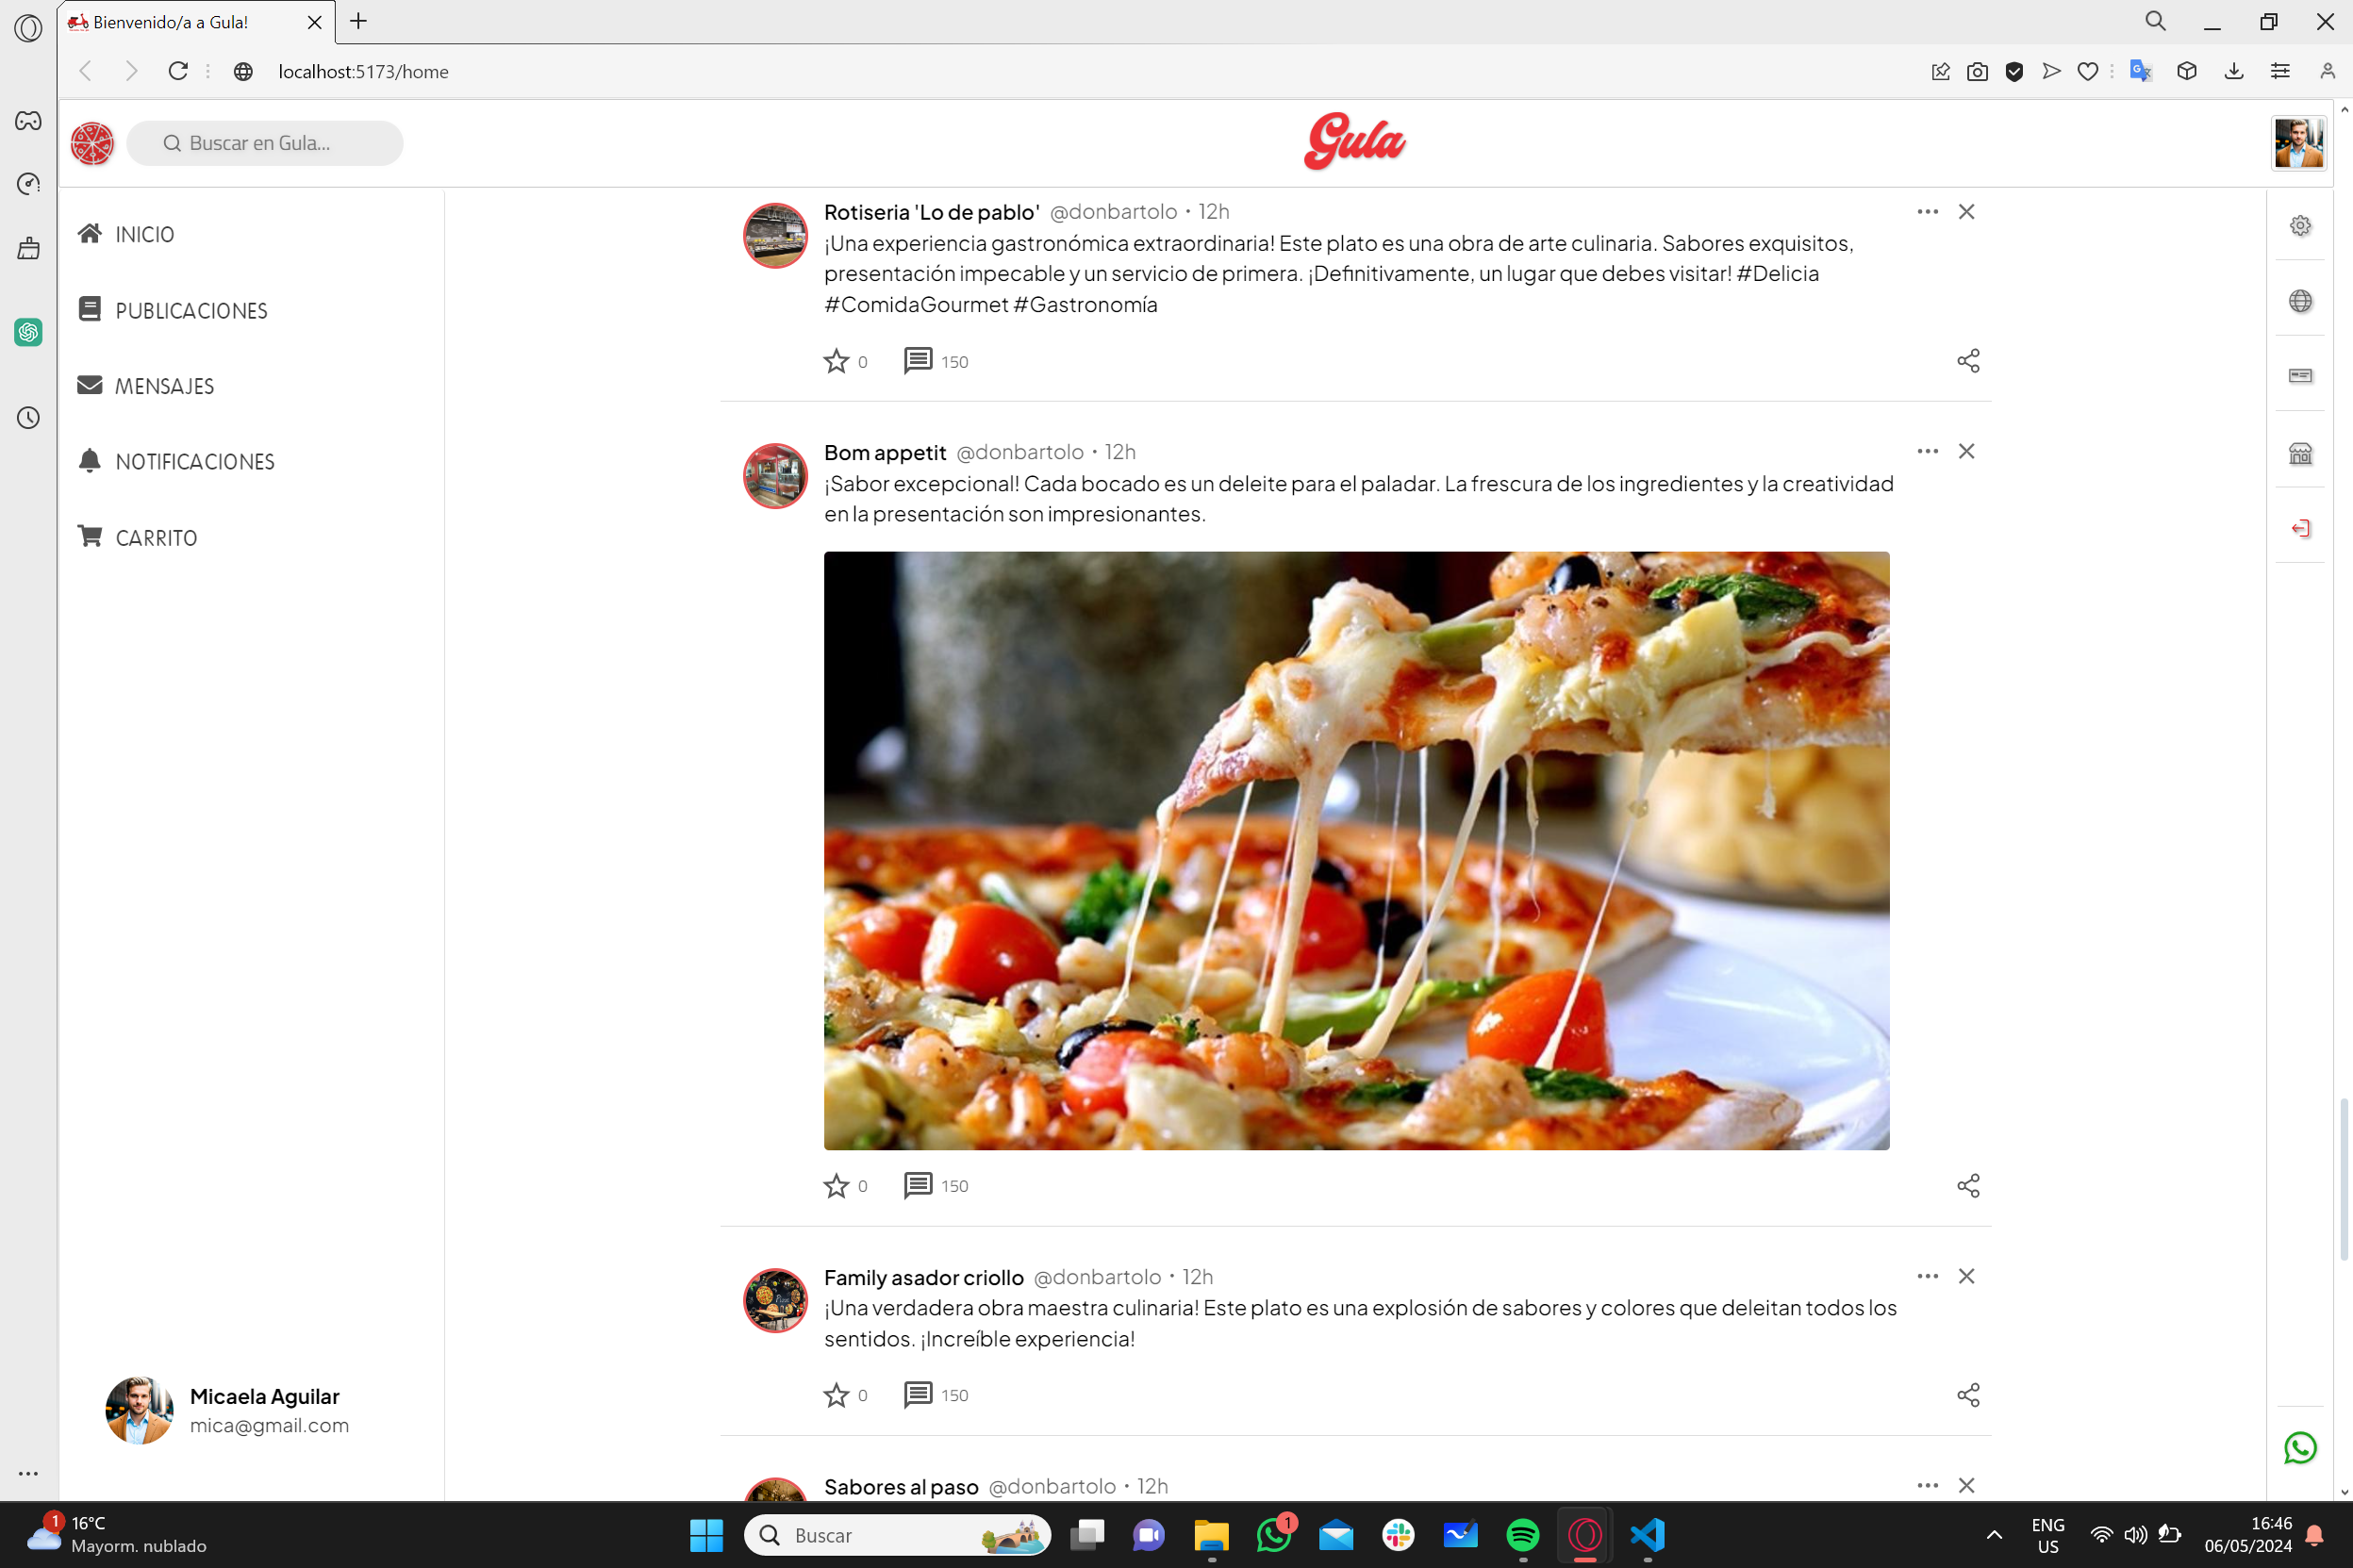 Bienvenido/a a Gula!
localhost:5173/home
Buscar en Gula...
Gula
INICIO
PUBLICACIONES
MENSAJES
NOTIFICACIONES
CARRITO
Micaela Aguilar
mica@gmail.com
Rotiseria 'Lo de pablo' @donbartolo • 12h
¡Una experiencia gastronómica extraordinaria! Este plato es una obra de arte culinaria. Sabores exquisitos,
presentación impecable y un servicio de primera. ¡Definitivamente, un lugar que debes visitar! #Delicia
#ComidaGourmet #Gastronomía
0 150
Bom appetit @donbartolo • 12h
¡Sabor excepcional! Cada bocado es un deleite para el paladar. La frescura de los ingredientes y la creatividad
en la presentación son impresionantes.
0 150
Family asador criollo @donbartolo • 12h
¡Una verdadera obra maestra culinaria! Este plato es una explosión de sabores y colores que deleitan todos los
sentidos. ¡Increíble experiencia!
0 150
Sabores al paso @donbartolo • 12h
1
16°C
Mayorm. nublado
Buscar
1
ENG
US
16:46
06/05/2024